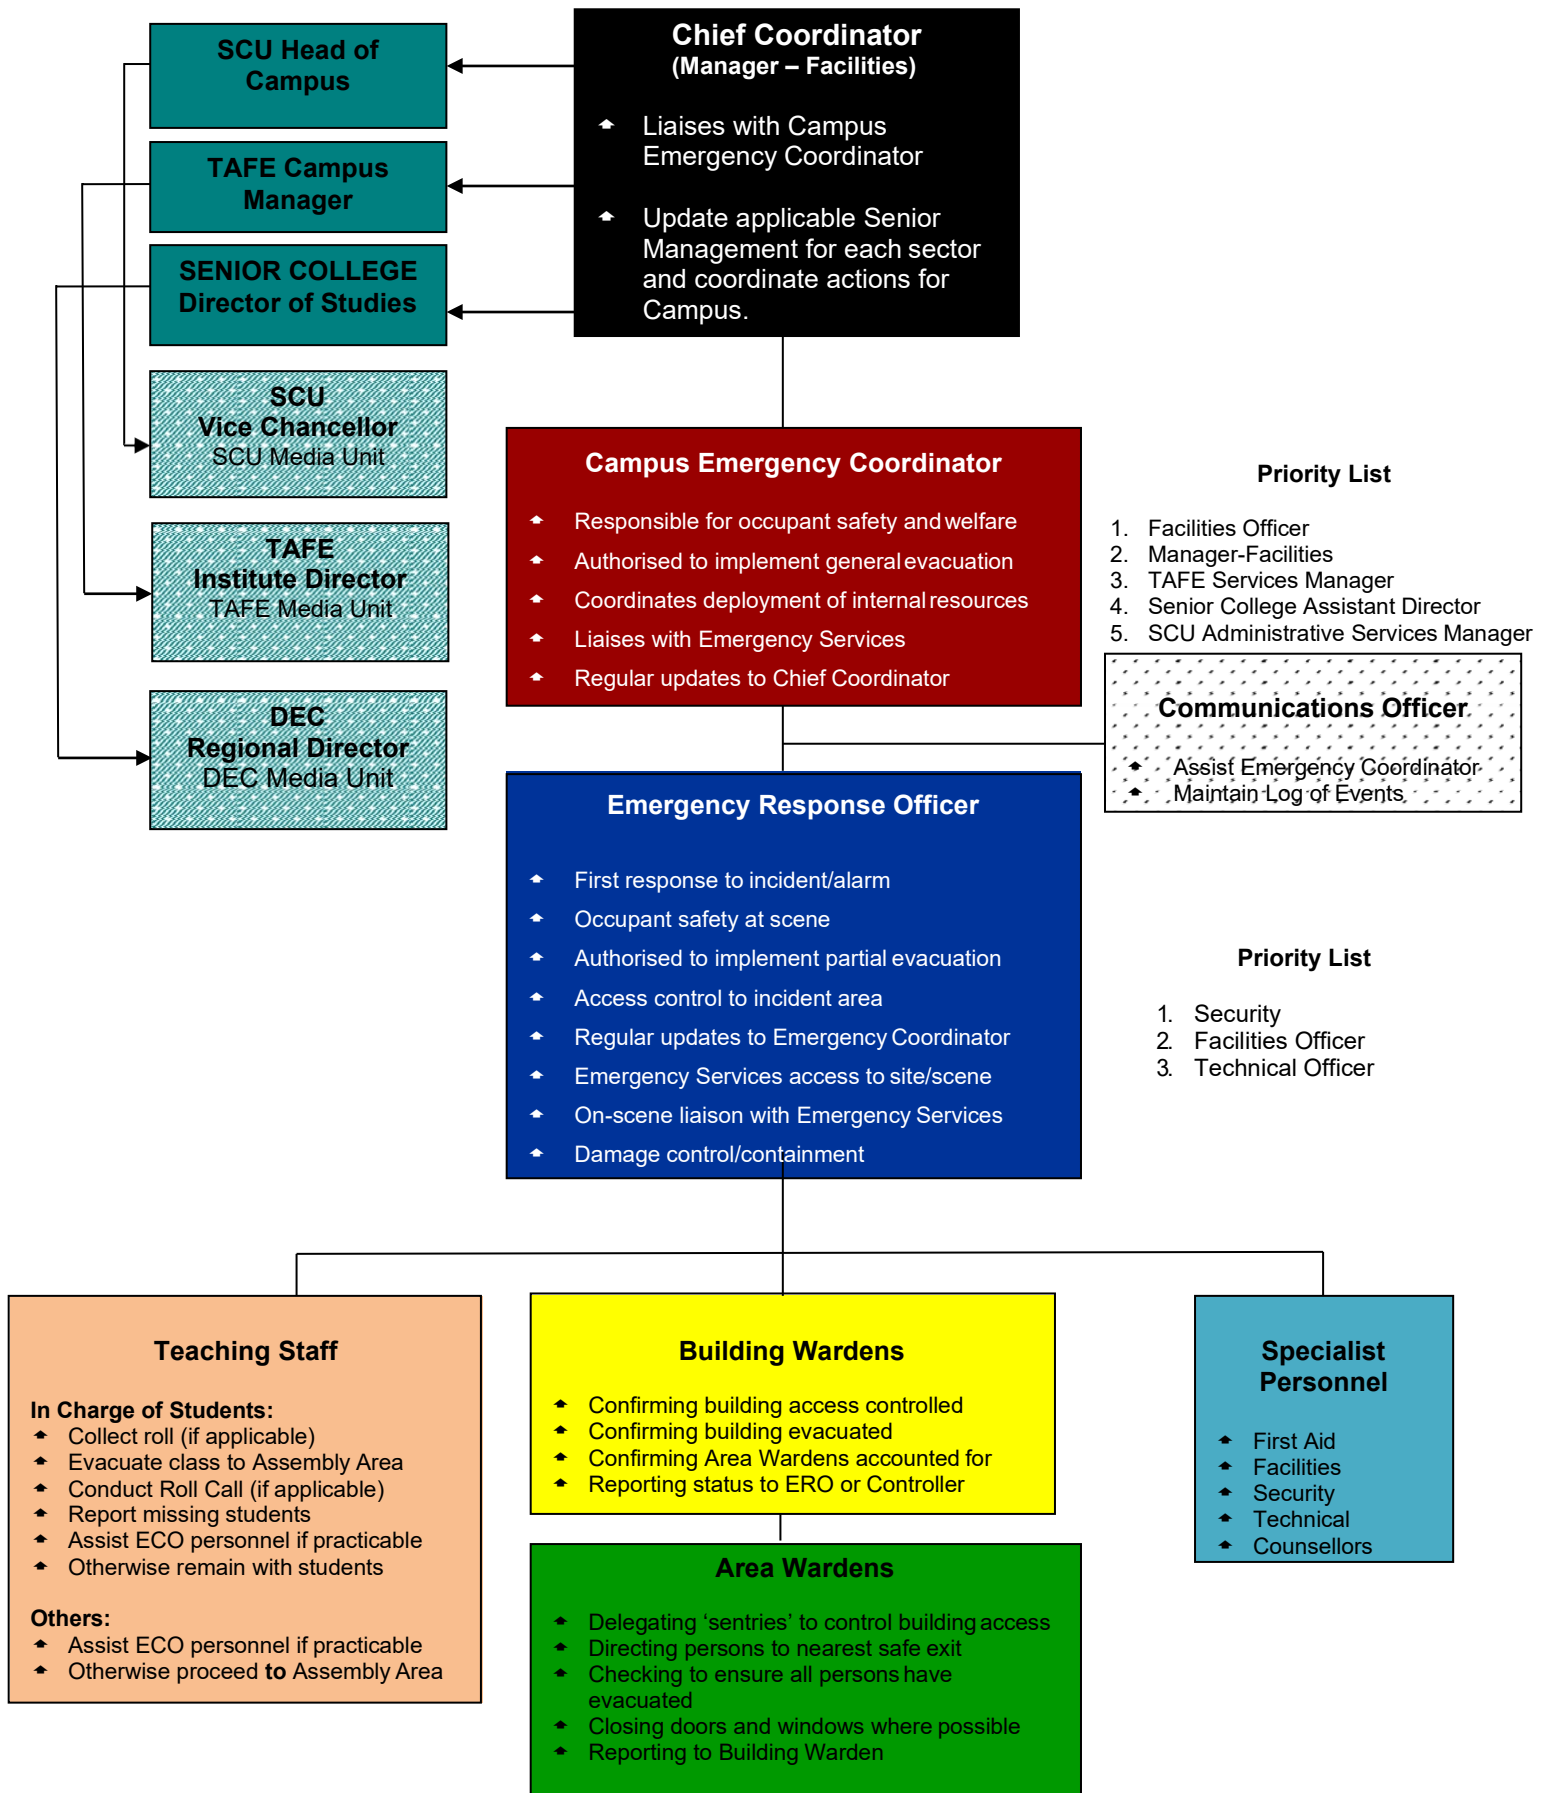 SCU Head of
Campus
TAFE Campus
Manager
SENIOR COLLEGE
Director of Studies
SCU
Vice Chancellor
SCU Media Unit
TAFE
Institute Director
TAFE Media Unit
DEC
Regional Director
DEC Media Unit
Chief Coordinator
(Manager – Facilities)
Liaises with Campus
Emergency Coordinator
Update applicable Senior
Management for each sector
and coordinate actions for
Campus.
Campus Emergency Coordinator
Responsible for occupant safety and welfare
Authorised to implement general evacuation
Coordinates deployment of internal resources
Liaises with Emergency Services
Regular updates to Chief Coordinator
Priority List
1. Facilities Officer
2. Manager-Facilities
3. TAFE Services Manager
4. Senior College Assistant Director
5. SCU Administrative Services Manager
Communications Officer
Assist Emergency Coordinator
Maintain Log of Events
Emergency Response Officer
First response to incident/alarm
Occupant safety at scene
Authorised to implement partial evacuation
Access control to incident area
Regular updates to Emergency Coordinator
Emergency Services access to site/scene
On-scene liaison with Emergency Services
Damage control/containment
Priority List
1. Security
2. Facilities Officer
3. Technical Officer
Teaching Staff
In Charge of Students:
Collect roll (if applicable)
Evacuate class to Assembly Area
Conduct Roll Call (if applicable)
Report missing students
Assist ECO personnel if practicable
Otherwise remain with students
Others:
Assist ECO personnel if practicable
Otherwise proceed to Assembly Area
Building Wardens
Confirming building access controlled
Confirming building evacuated
Confirming Area Wardens accounted for
Reporting status to ERO or Controller
Area Wardens
Delegating ‘sentries’ to control building access
Directing persons to nearest safe exit
Checking to ensure all persons have
evacuated
Closing doors and windows where possible
Reporting to Building Warden
Specialist
Personnel
First Aid
Facilities
Security
Technical
Counsellors